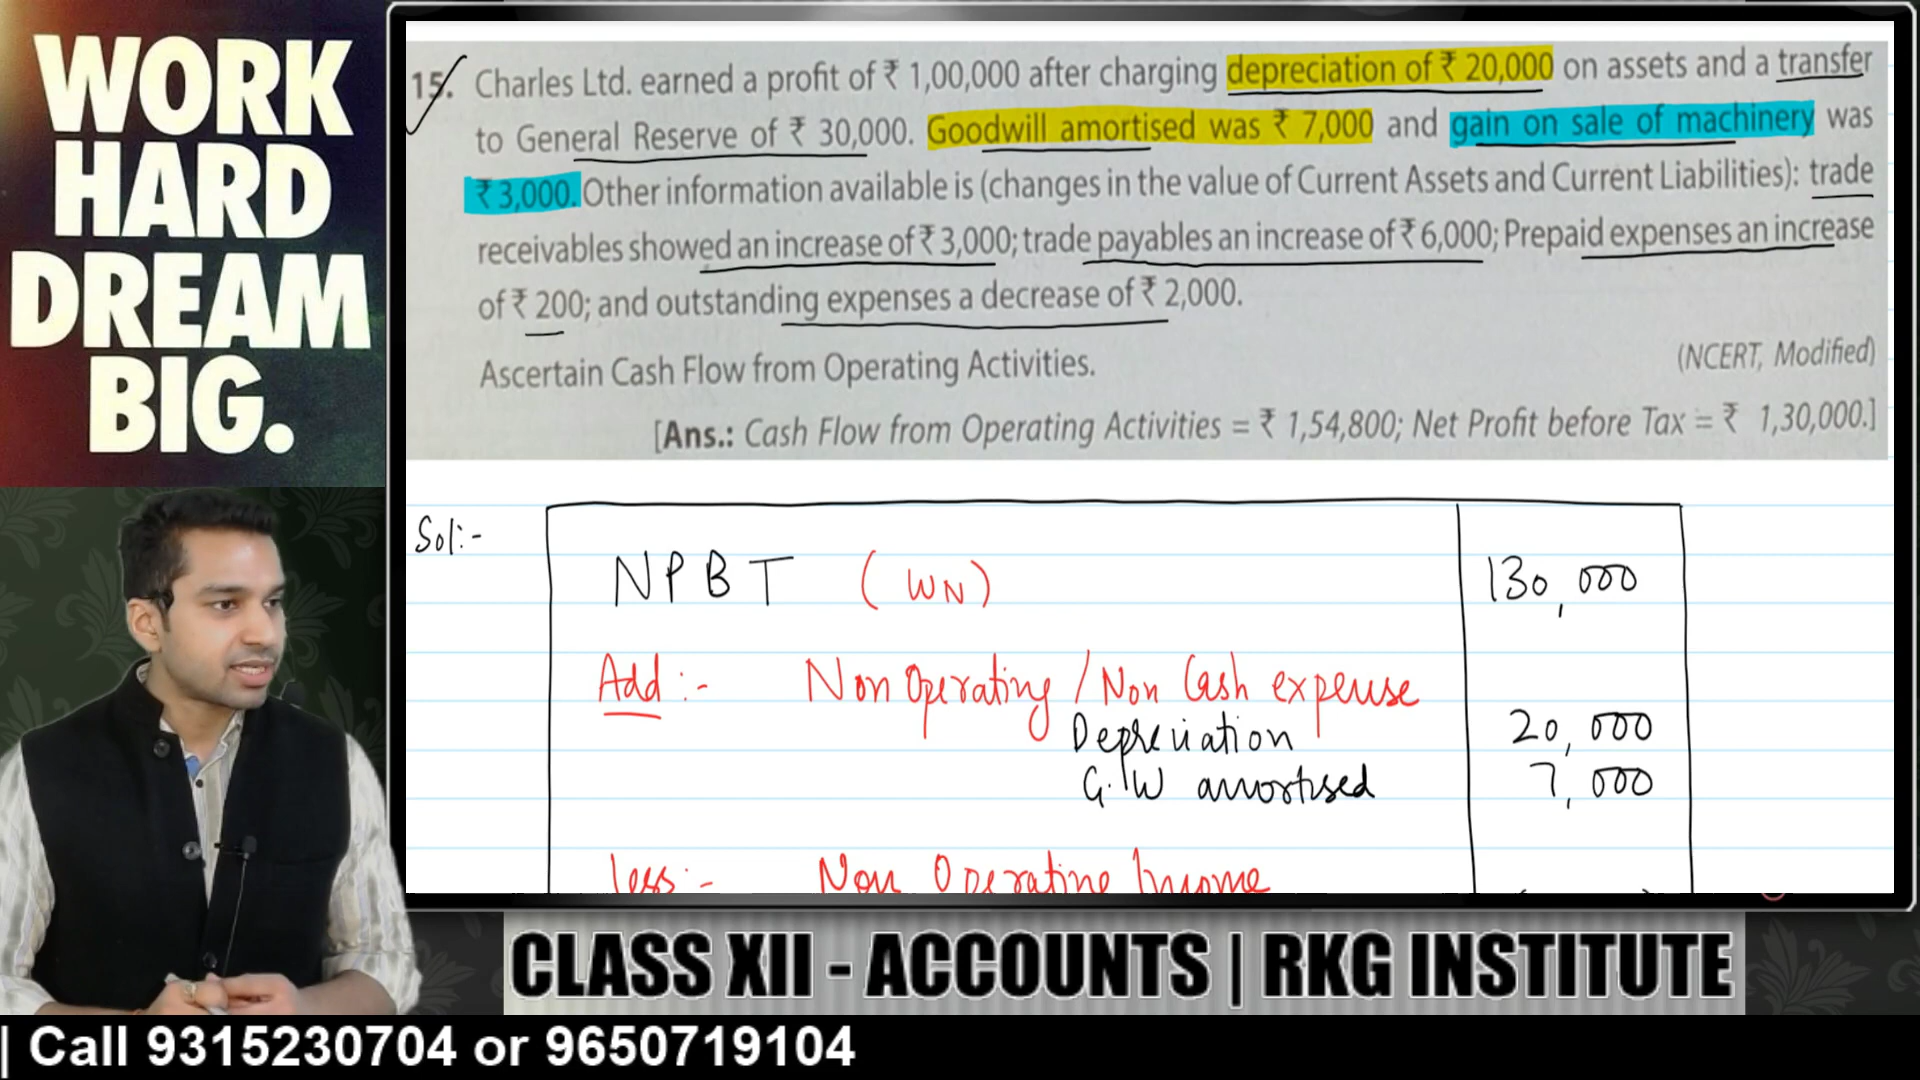 WORK
HARD
DREAM
BIG.
15. Charles Ltd. earned a profit of ₹ 1,00,000 after charging depreciation of ₹ 20,000 on assets and a transfer
to General Reserve of ₹ 30,000. Goodwill amortised was ₹ 7,000 and gain on sale of machinery was
₹ 3,000. Other information available is (changes in the value of Current Assets and Current Liabilities): trade
receivables showed an increase of ₹ 3,000; trade payables an increase of ₹ 6,000; Prepaid expenses an increase
of ₹ 200; and outstanding expenses a decrease of ₹ 2,000.
Ascertain Cash Flow from Operating Activities.
(NCERT, Modified)
[Ans.: Cash Flow from Operating Activities = ₹ 1,54,800; Net Profit before Tax = ₹ 1,30,000.]
Sol:-
NPBT (WN) 130,000
Add:- Non Operating / Non Cash expense
Depreciation 20,000
G.W amortised 7,000
less:- Non Operating Income
CLASS XII - ACCOUNTS | RKG INSTITUTE
| Call 9315230704 or 9650719104